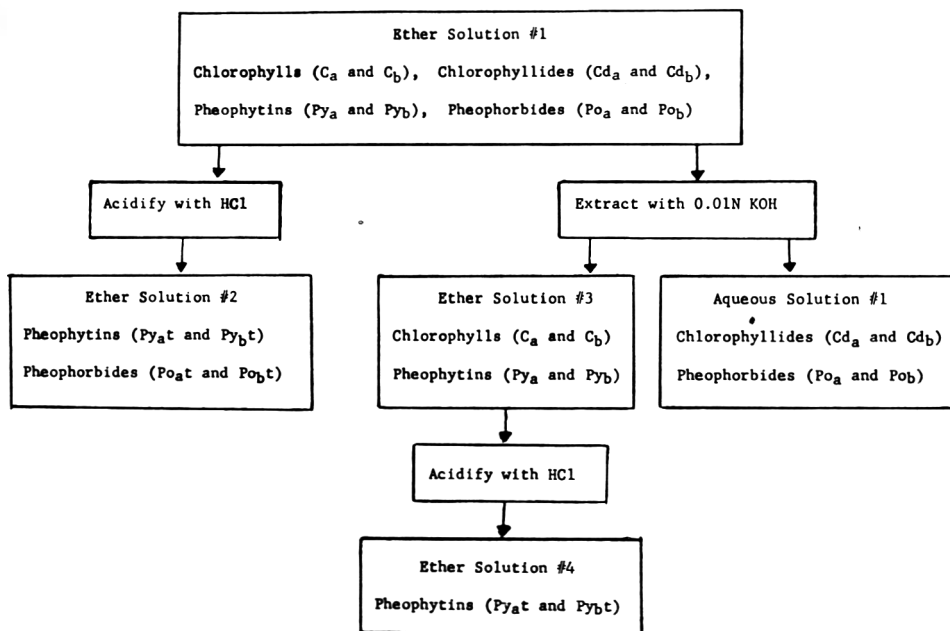 Ether Solution #1
Chlorophylls (Ca and Cb), Chlorophyllides (Cda and Cdb),
Pheophytins (Pya and Pyb), Pheophorbides (Poa and Pob)
Acidify with HCl
Extract with 0.01N KOH
Ether Solution #2
Pheophytins (Pyat and Pybt)
Pheophorbides (Poat and Pobt)
Ether Solution #3
Chlorophylls (Ca and Cb)
Pheophytins (Pya and Pyb)
Aqueous Solution #1
Chlorophyllides (Cda and Cdb)
Pheophorbides (Poa and Pob)
Acidify with HCl
Ether Solution #4
Pheophytins (Pyat and Pybt)